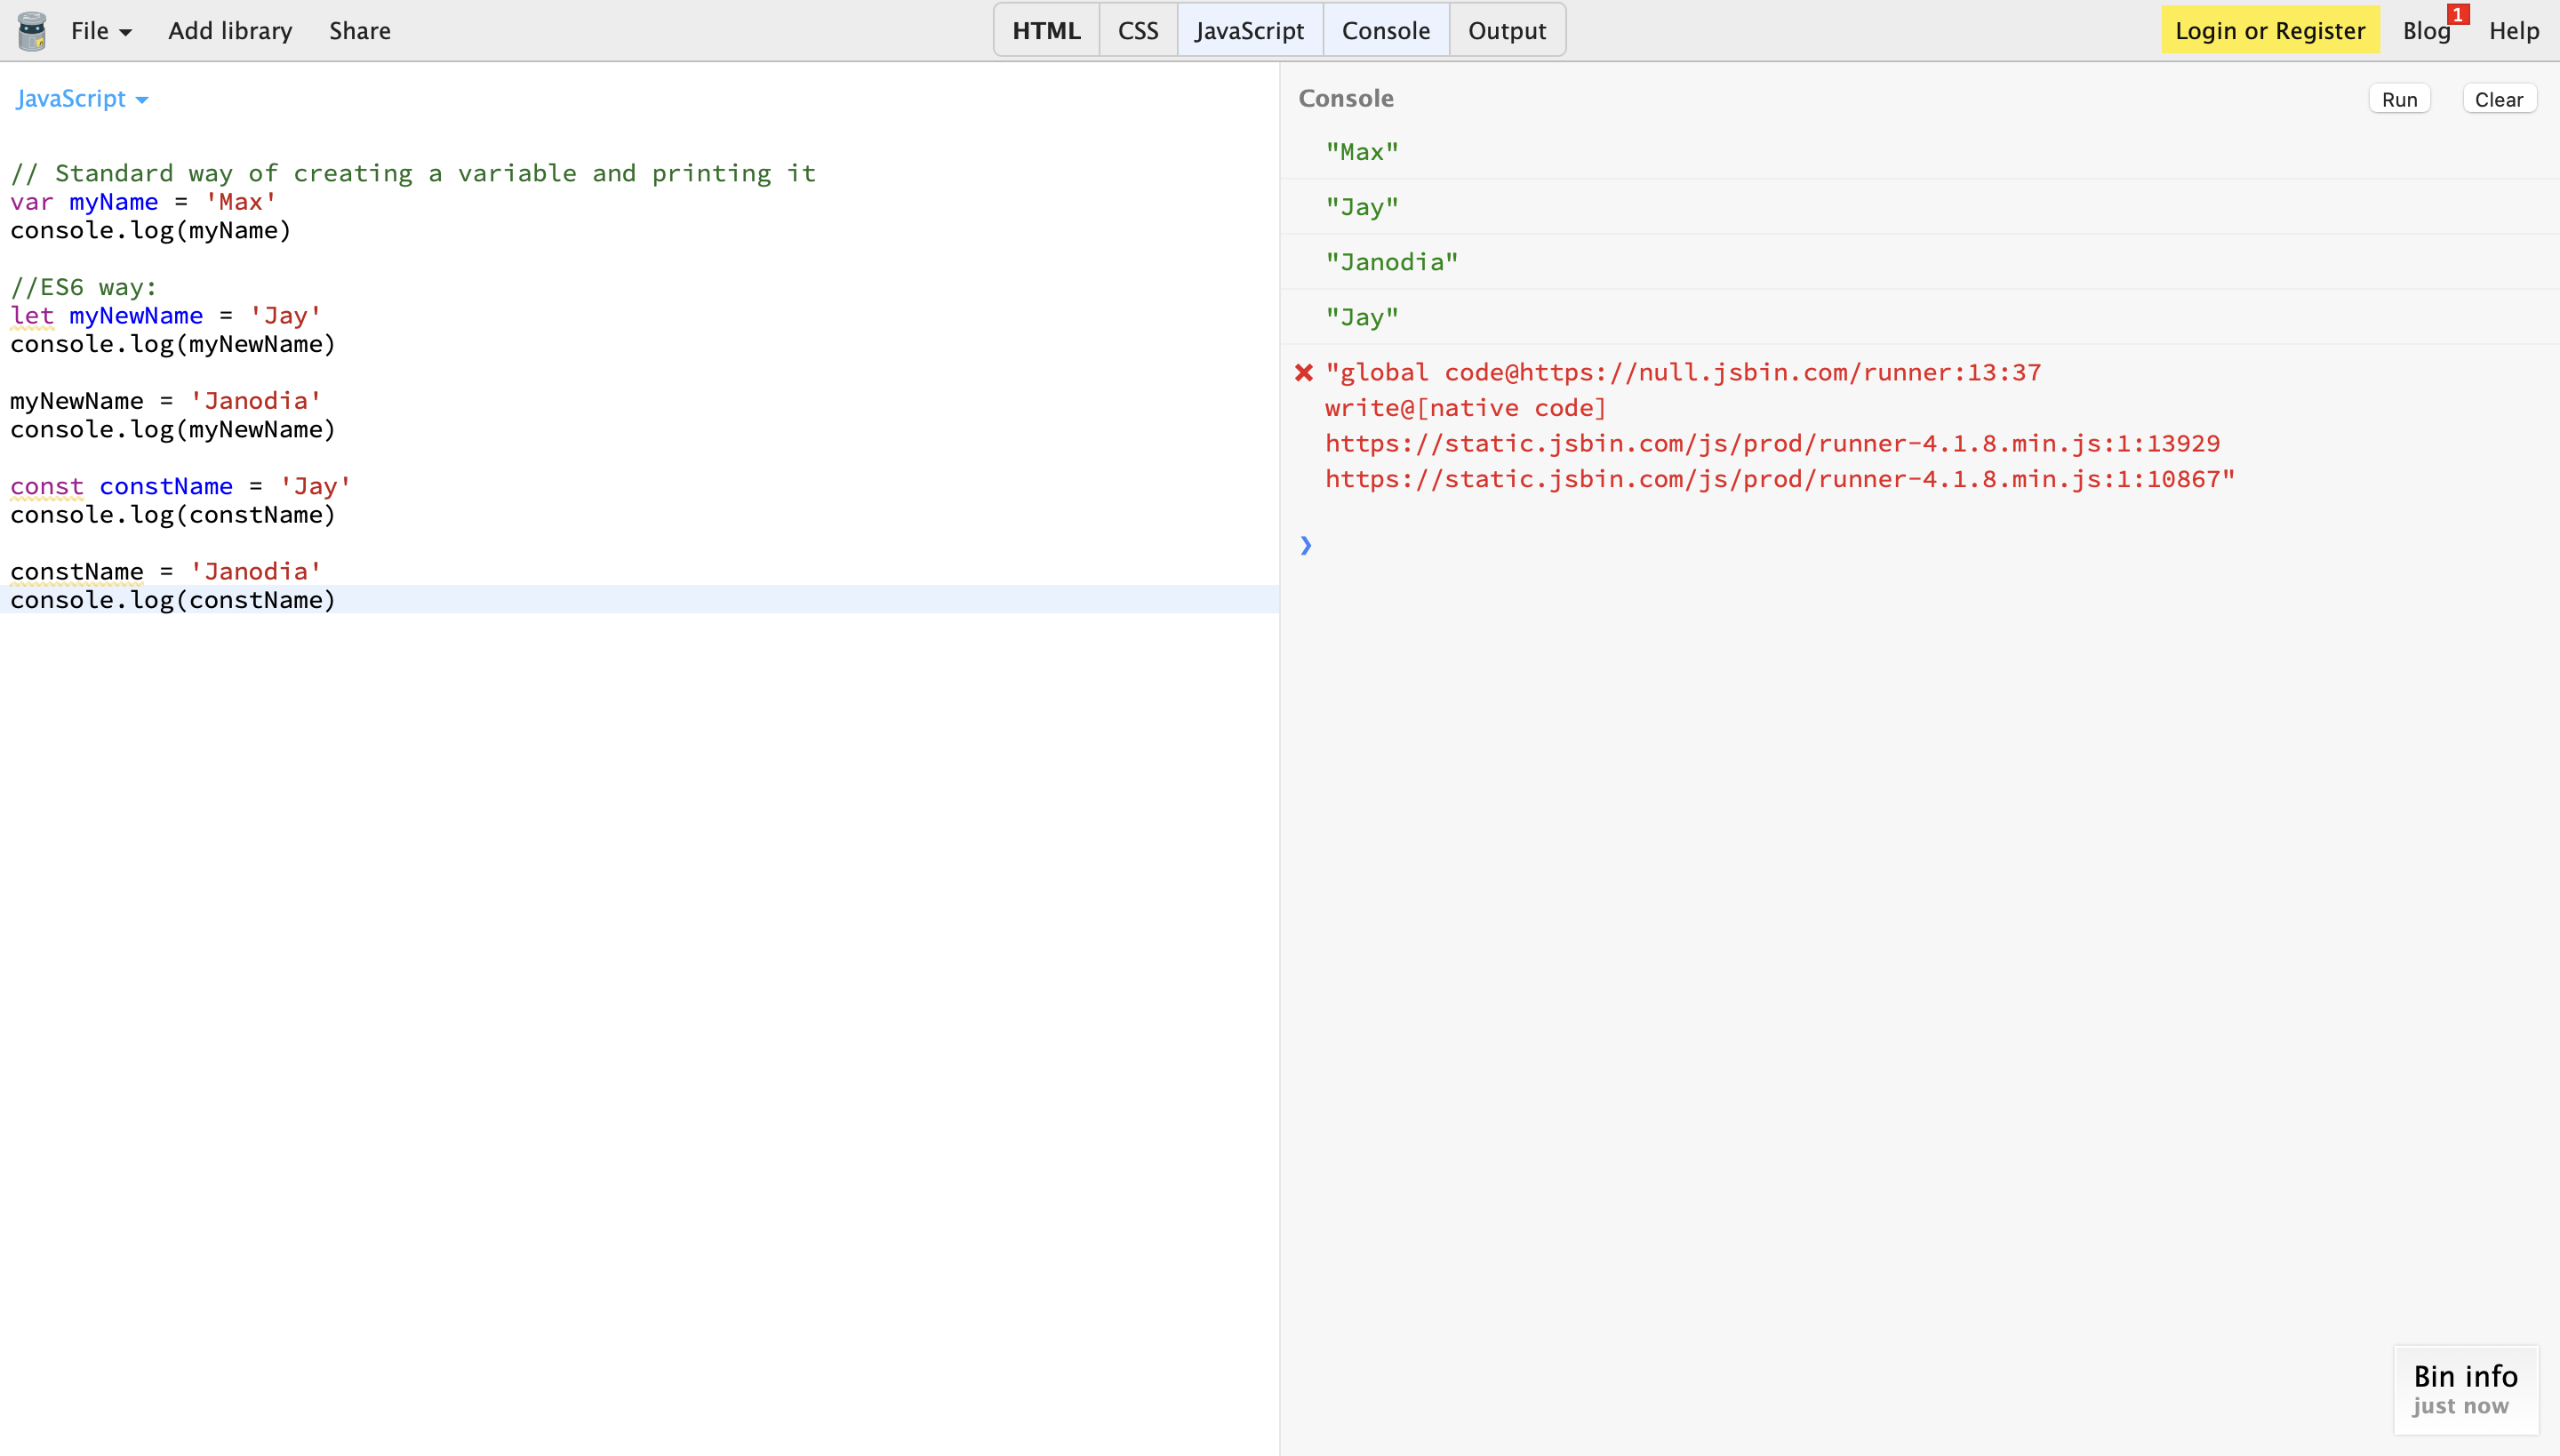 File Add library Share HTML CSS JavaScript Console Output Login or Register Blog 1 Help
JavaScript
// Standard way of creating a variable and printing it
var myName = 'Max'
console.log(myName)
//ES6 way:
let myNewName = 'Jay'
console.log(myNewName)
myNewName = 'Janodia'
console.log(myNewName)
const constName = 'Jay'
console.log(constName)
constName = 'Janodia'
console.log(constName)
Console Run Clear
"Max"
"Jay"
"Janodia"
"Jay"
"global code@https://null.jsbin.com/runner:13:37
write@[native code]
https://static.jsbin.com/js/prod/runner-4.1.8.min.js:1:13929
https://static.jsbin.com/js/prod/runner-4.1.8.min.js:1:10867"
Bin info
just now